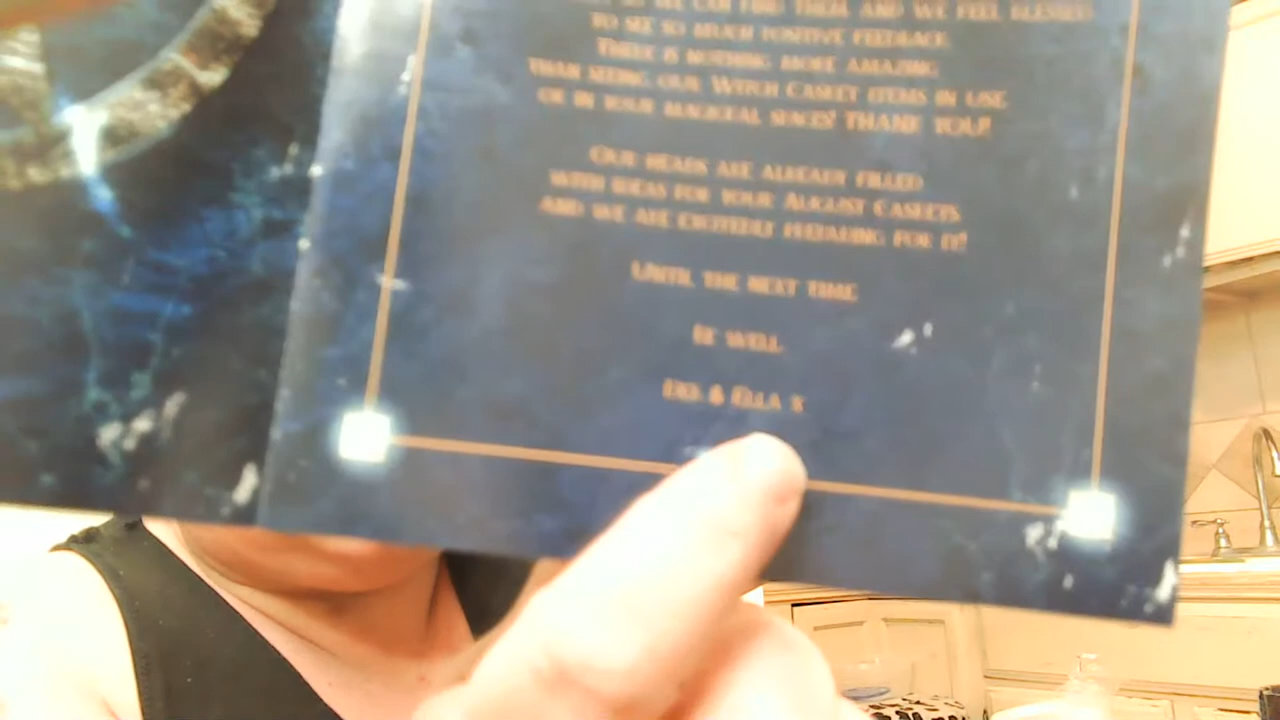 SO WE CAN FIND THEM, AND WE FEEL BLESSED
TO SEE SO MUCH POSITIVE FEEDBACK.
THERE IS NOTHING MORE AMAZING
THAN SEEING OUR WITCH CASKET ITEMS IN USE
OR IN YOUR MAGICKAL SPACES! THANK YOU!!
OUR HEADS ARE ALREADY FILLED
WITH IDEAS FOR YOUR AUGUST CASKETS
AND WE ARE EXCITEDLY PREPARING FOR IT!
UNTIL THE NEXT TIME
BE WELL
& ELLA X